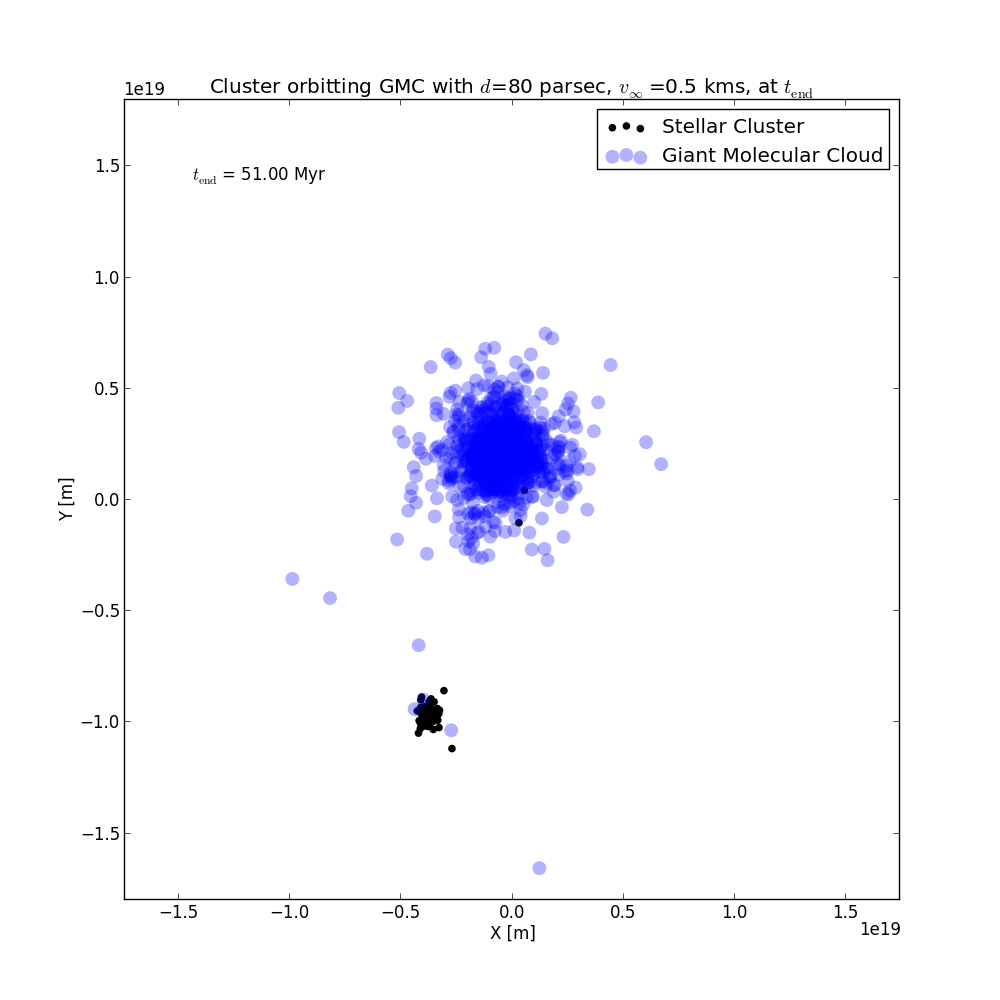 Cluster orbitting GMC with d=80 parsec, v∞ =0.5 kms, at t_end
1e19
Stellar Cluster
Giant Molecular Cloud
t_end = 51.00 Myr
1.5
1.0
0.5
0.0
−0.5
−1.0
−1.5
Y [m]
−1.5 −1.0 −0.5 0.0 0.5 1.0 1.5
X [m]
1e19